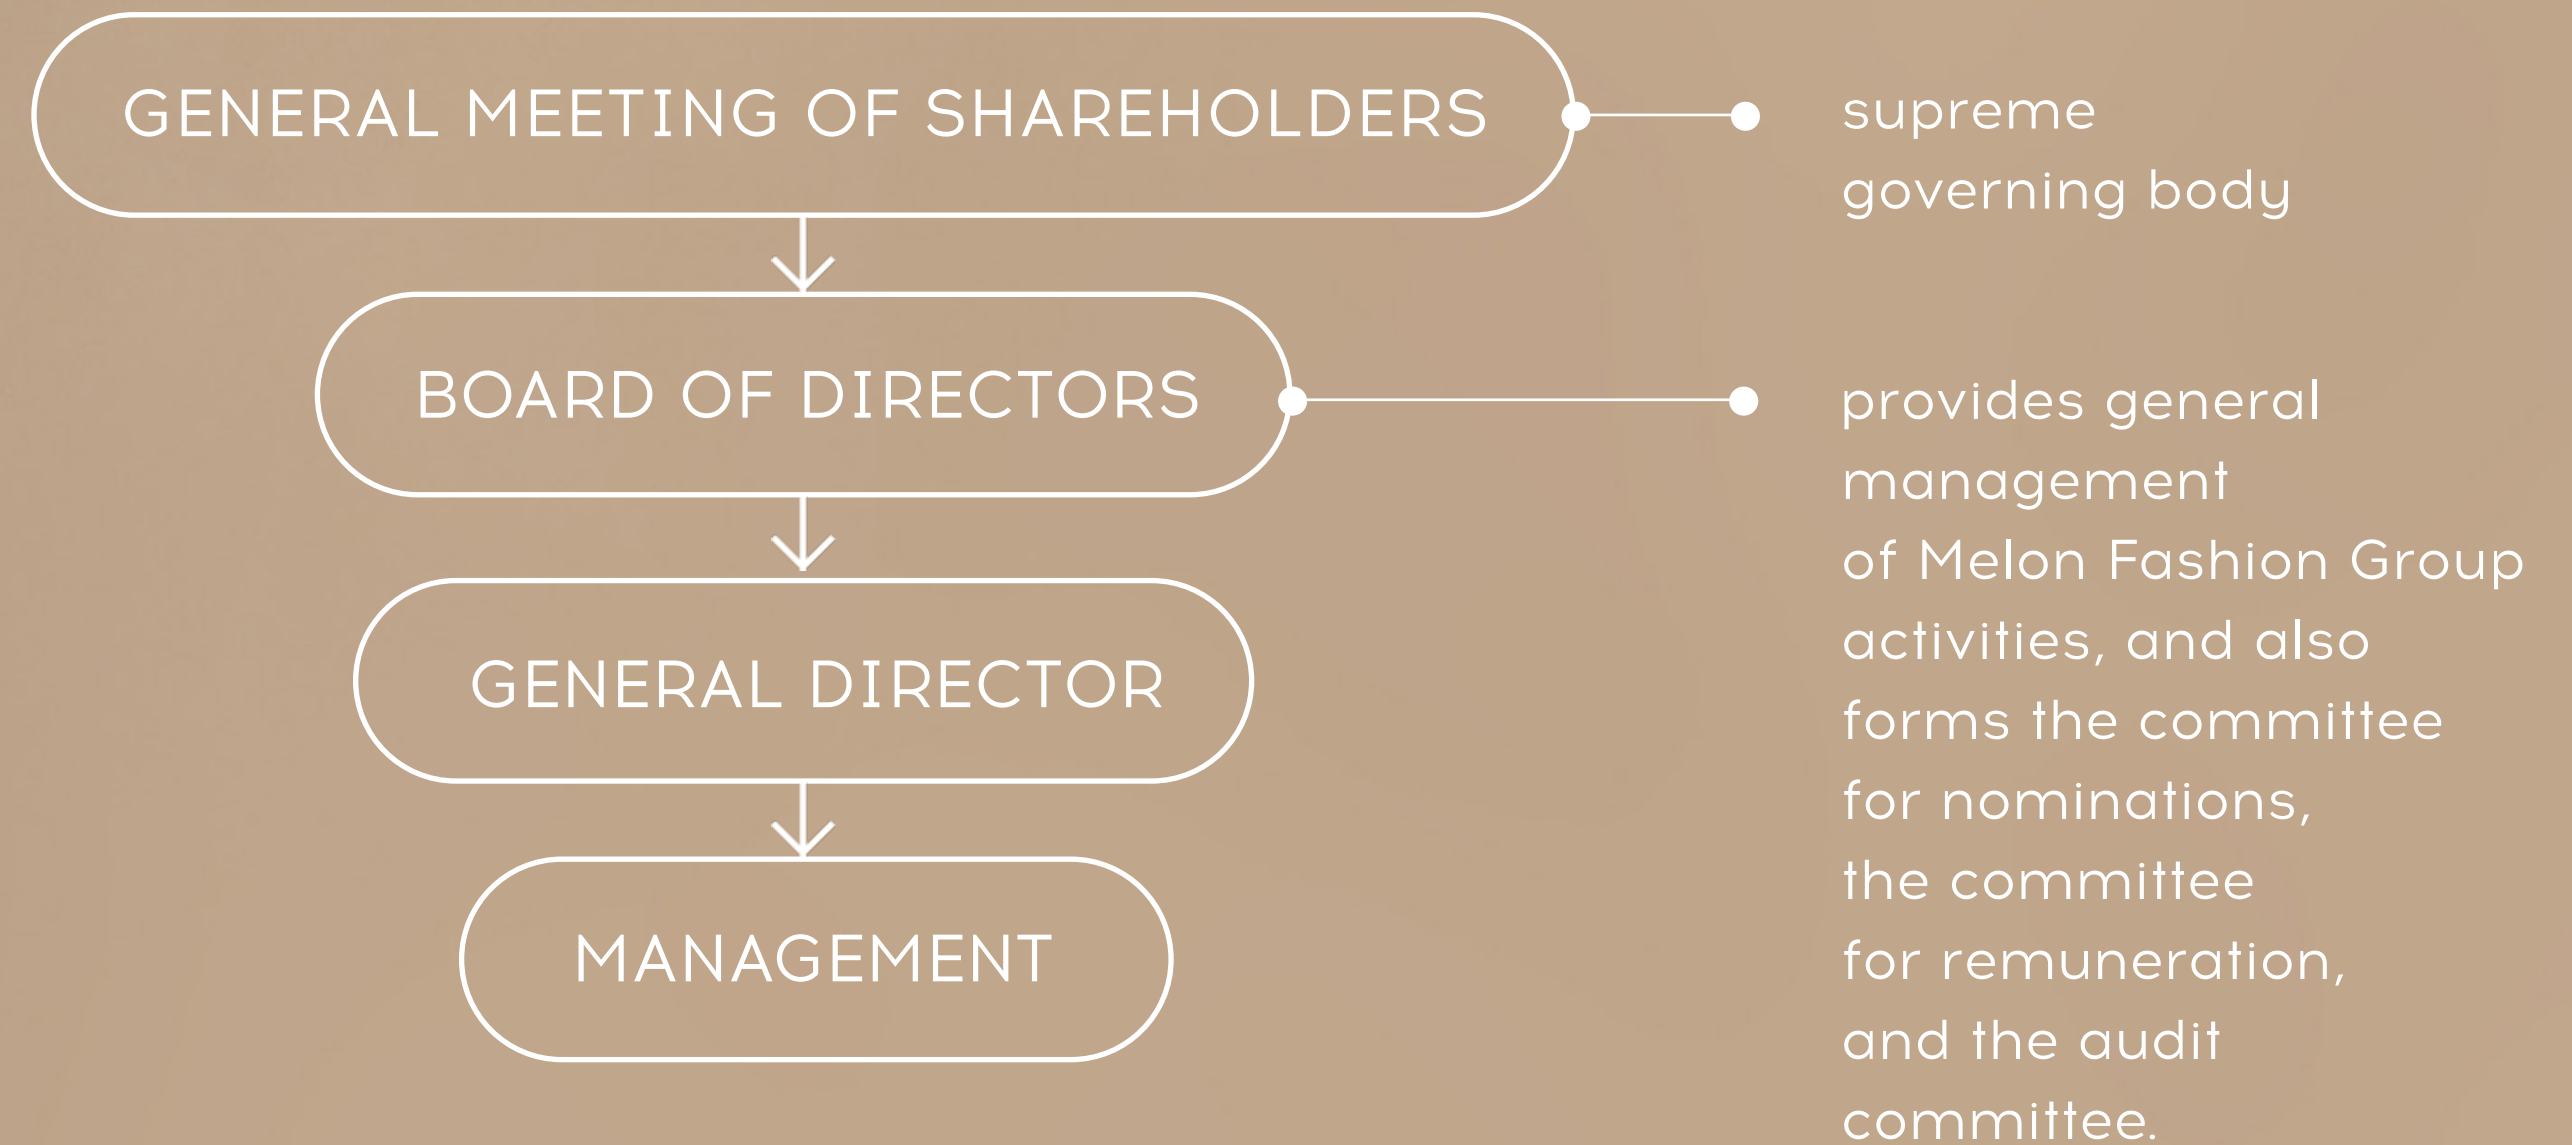 GENERAL MEETING OF SHAREHOLDERS
supreme
governing body
BOARD OF DIRECTORS
provides general
management
of Melon Fashion Group
activities, and also
forms the committee
for nominations,
the committee
for remuneration,
and the audit
committee.
GENERAL DIRECTOR
MANAGEMENT